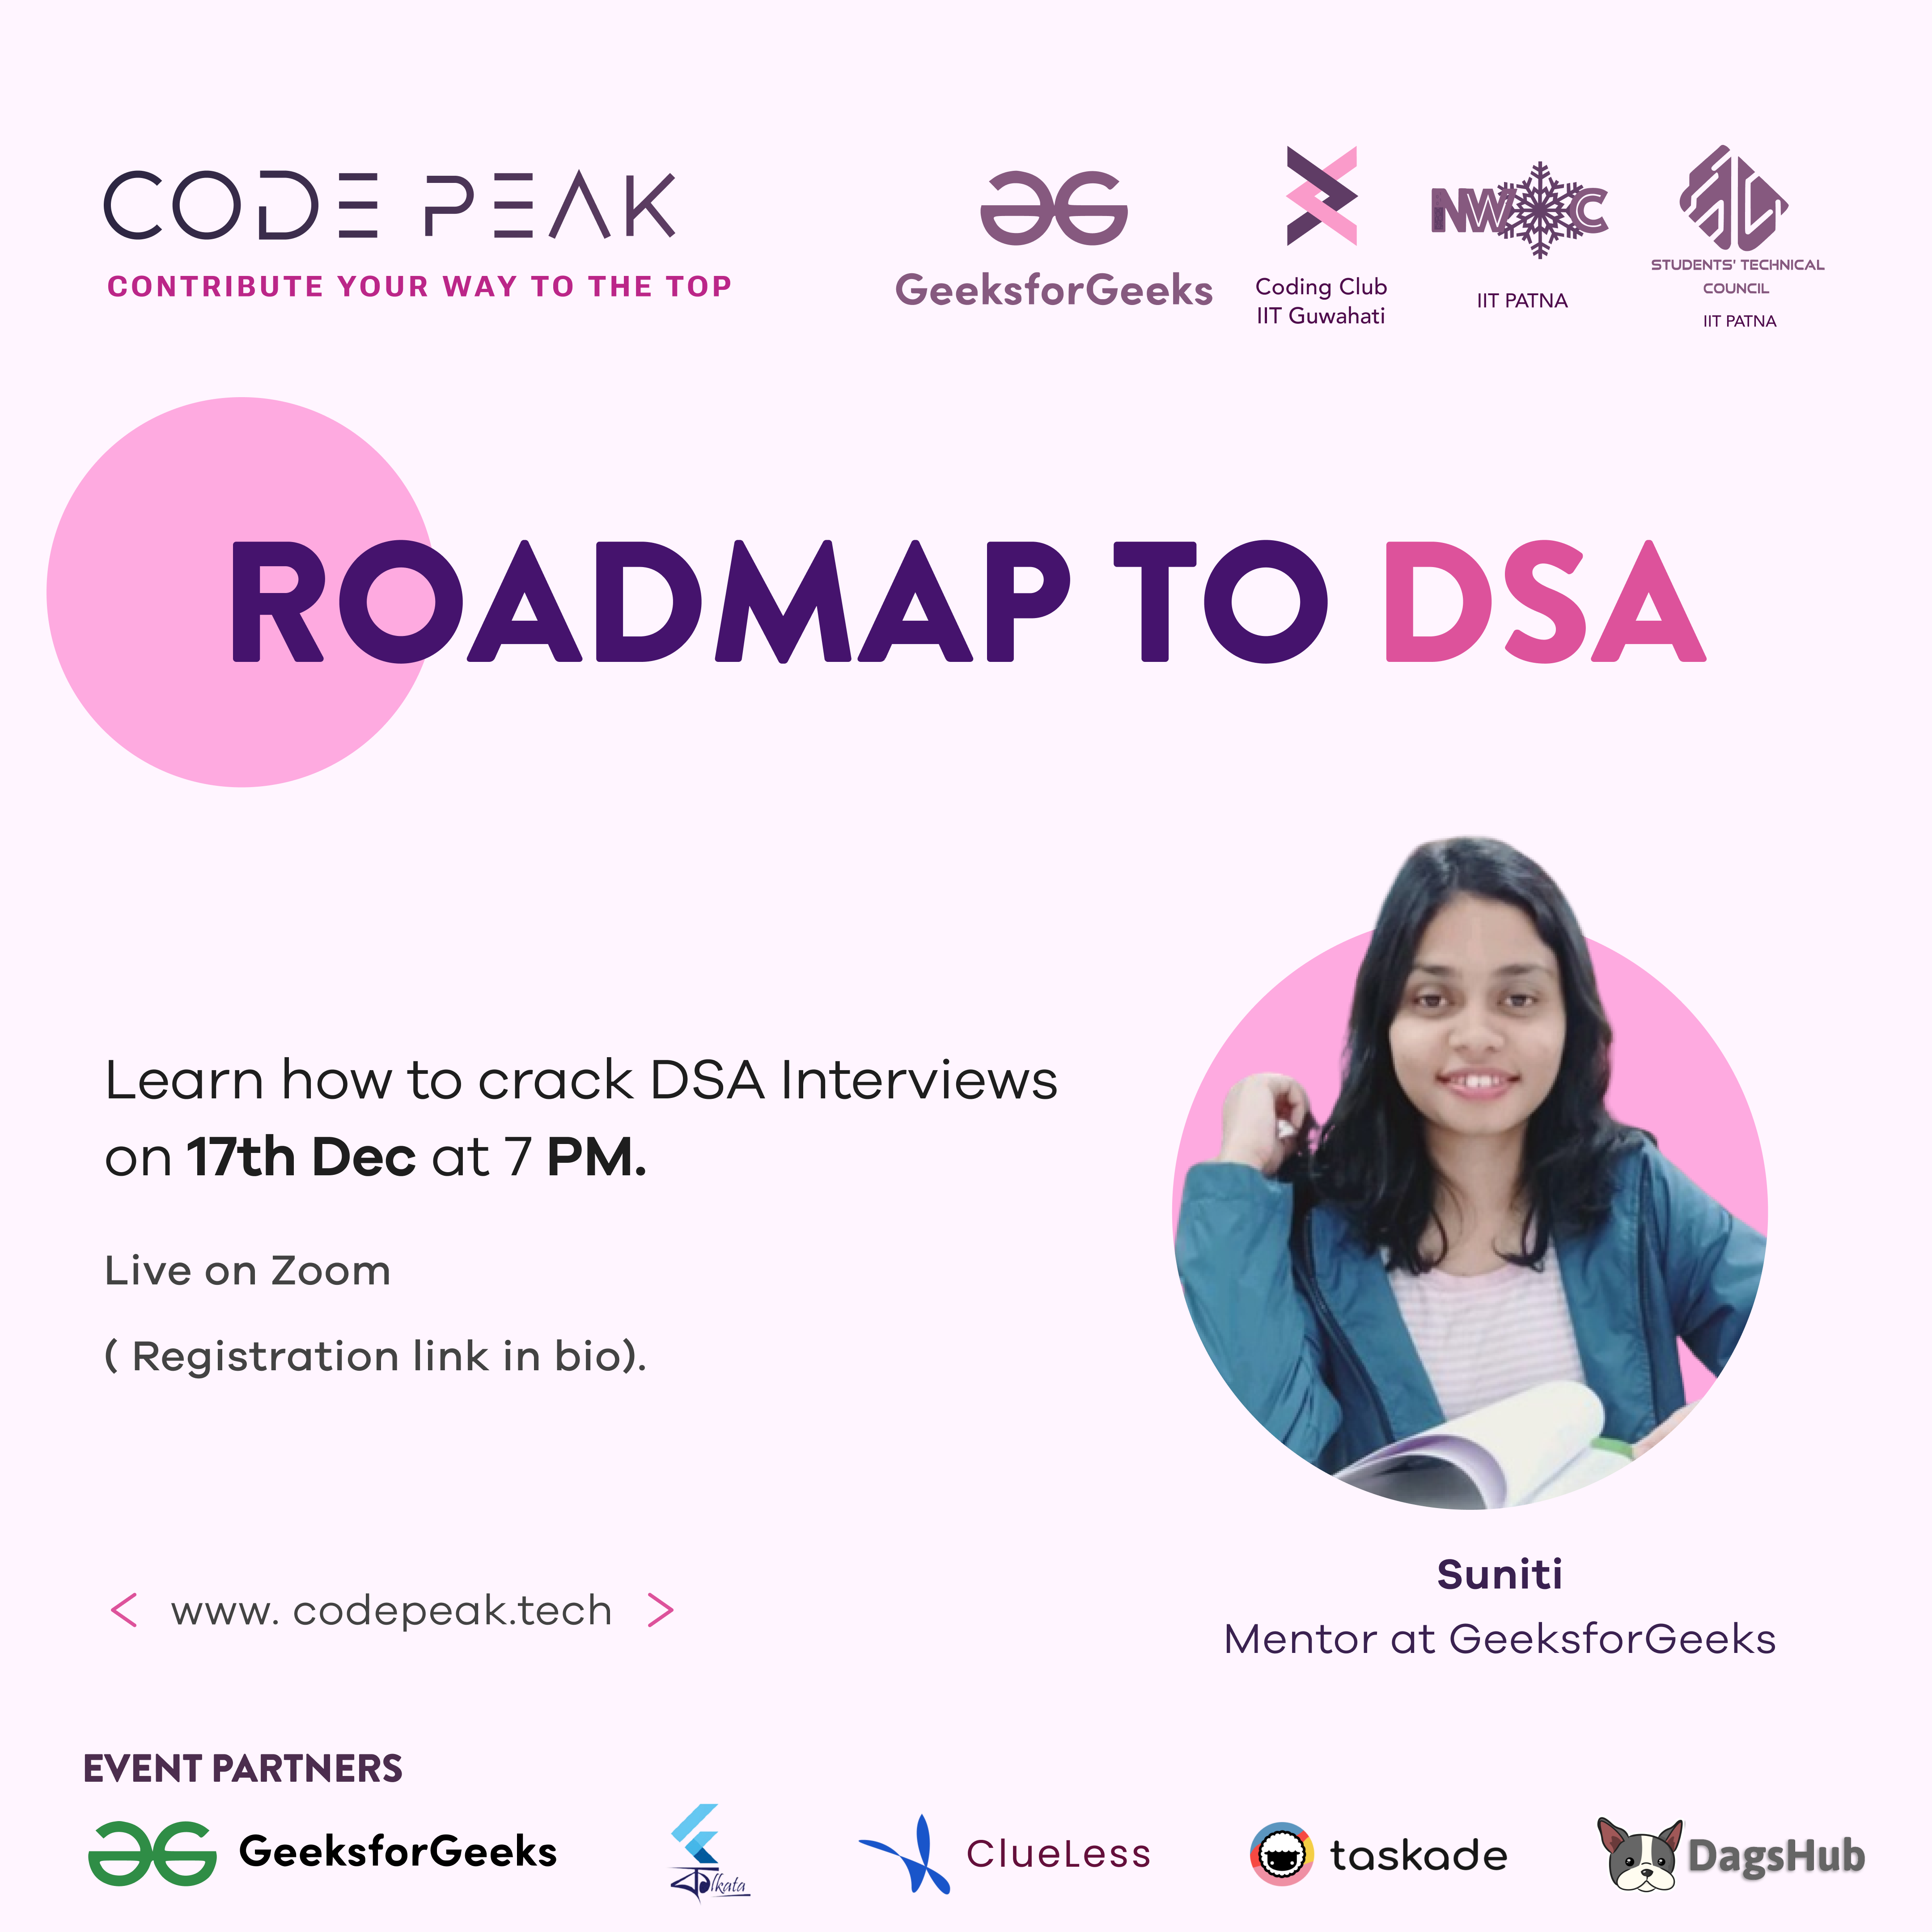 CODE PEAK
CONTRIBUTE YOUR WAY TO THE TOP
GeeksforGeeks
Coding Club
IIT Guwahati
NWOC
IIT PATNA
STUDENTS' TECHNICAL
COUNCIL
IIT PATNA
ROADMAP TO DSA
Learn how to crack DSA Interviews
on 17th Dec at 7 PM.
Live on Zoom
( Registration link in bio).
< www. codepeak.tech >
Suniti
Mentor at GeeksforGeeks
EVENT PARTNERS
GeeksforGeeks
Kolkata
ClueLess
taskade
DagsHub